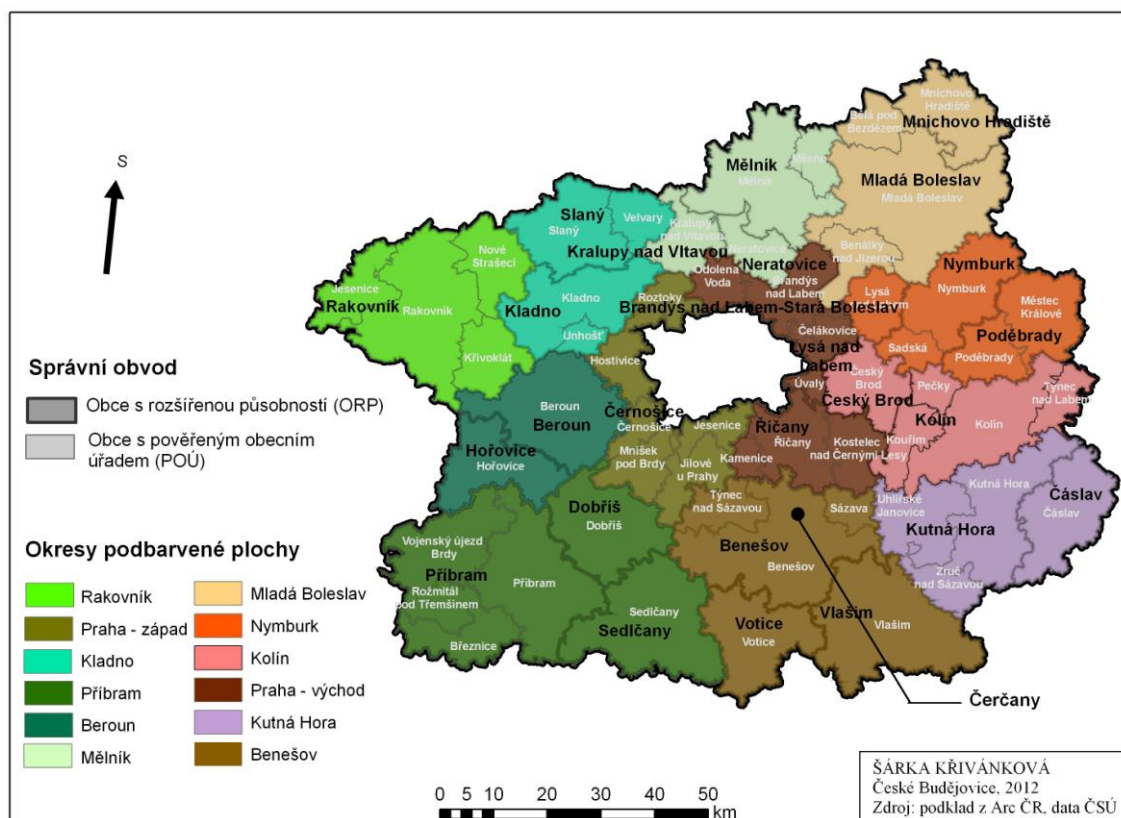 S
Správní obvod
Obce s rozšířenou působností (ORP)
Obce s pověřeným obecním
úřadem (POÚ)
Okresy podbarvené plochy
Rakovník
Praha - západ
Kladno
Příbram
Beroun
Mělník
Mladá Boleslav
Nymburk
Kolín
Praha - východ
Kutná Hora
Benešov
Mnichovo
Hradiště
Mnichovo Hradiště
Bělá pod
Bezdězem
Mělník
Mělník
Mšeno
Mladá Boleslav
Mladá Boleslav
Slaný
Slaný
Velvary
Kralupy
nad Vltavou
Kralupy nad Vltavou
Neratovice
Neratovice
Benátky
nad Jizerou
Nymburk
Nymburk
Nové
Strašecí
Jesenice
Rakovník
Rakovník
Křivoklát
Kladno
Kladno
Unhošť
Roztoky
Odolena
Voda
Brandýs
nad Labem
Brandýs nad Labem-Stará Boleslav
Lysá
nad Labem
Lysá nad
Labem
Městec
Králové
Poděbrady
Poděbrady
Sadská
Čelákovice
Hostivice
Úvaly
Český
Brod
Český Brod
Pečky
Týnec
nad Labem
Kolín
Kolín
Kouřim
Beroun
Beroun
Hořovice
Hořovice
Černošice
Černošice
Jesenice
Říčany
Říčany
Kostelec
nad Černými Lesy
Mníšek
pod Brdy
Jílové
u Prahy
Kamenice
Kutná Hora
Kutná Hora
Uhlířské
Janovice
Čáslav
Čáslav
Zruč
nad Sázavou
Dobříš
Dobříš
Týnec
nad Sázavou
Sázava
Benešov
Benešov
Vojenský újezd
Brdy
Příbram
Příbram
Rožmitál
pod Třemšínem
Březnice
Sedlčany
Sedlčany
Votice
Votice
Vlašim
Vlašim
Čerčany
0 5 10 20 30 40 50
km
ŠÁRKA KŘIVÁNKOVÁ
České Budějovice, 2012
Zdroj: podklad z Arc ČR, data ČSÚ